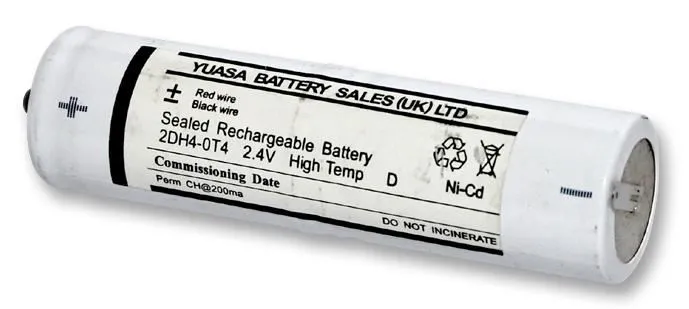 YUASA BATTERY SALES (UK) LTD
± Red wire
Black wire
Sealed Rechargeable Battery
2DH4-0T4 2.4V High Temp D
Ni-Cd
Commissioning Date
Perm CH@200ma
DO NOT INCINERATE